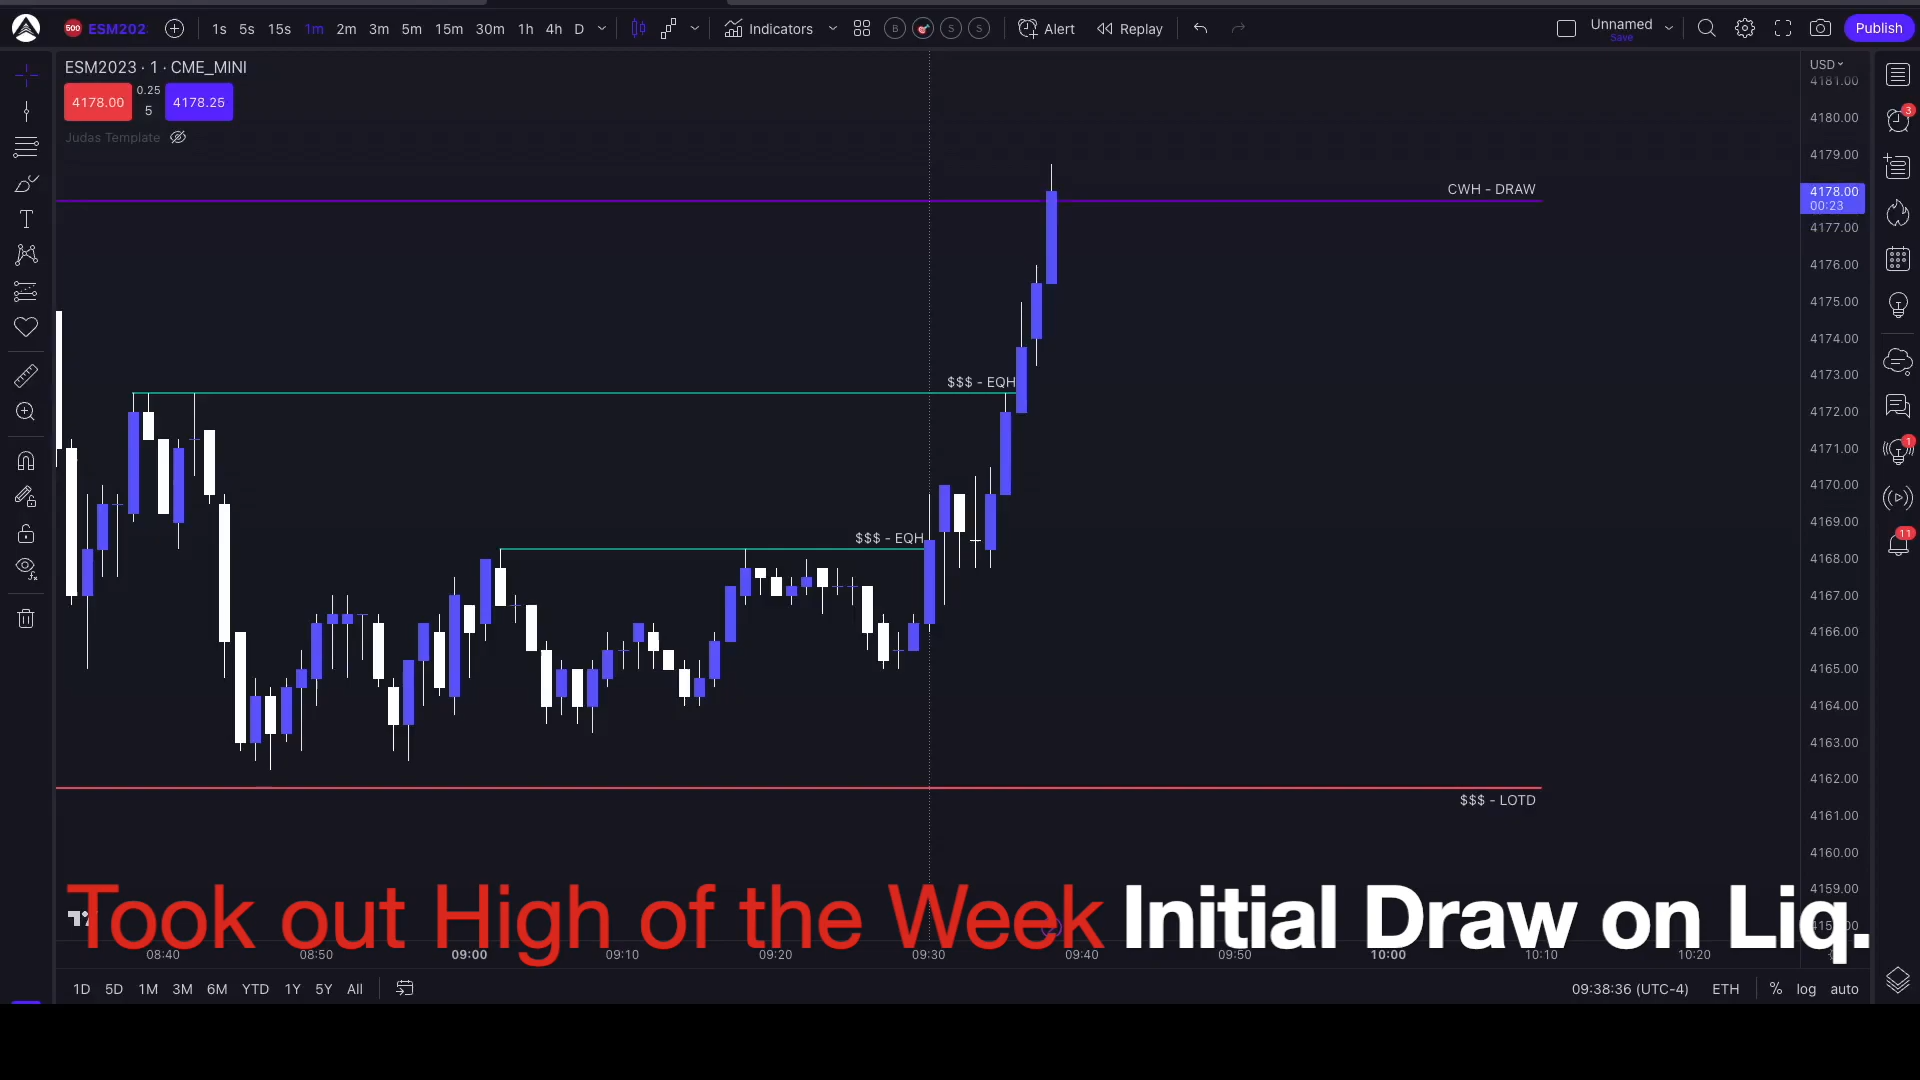 500 ESM202 1s 5s 15s 1m 2m 3m 5m 15m 30m 1h 4h D Indicators B S S Alert Replay Unnamed Save Publish
ESM2023 · 1 · CME_MINI
USD
4178.00 0.25 5 4178.25
Judas Template
4181.00
4180.00
4179.00
CWH - DRAW
4178.00
00:23
4177.00
4176.00
4175.00
4174.00
$$$ - EQH
4173.00
4172.00
4171.00
4170.00
4169.00
$$$ - EQH
4168.00
4167.00
4166.00
4165.00
4164.00
4163.00
4162.00
$$$ - LOTD
4161.00
4160.00
4159.00
Took out High of the Week Initial Draw on Liq.
08:40 08:50 09:00 09:10 09:20 09:30 09:40 09:50 10:00 10:10 10:20
1D 5D 1M 3M 6M YTD 1Y 5Y All 09:38:36 (UTC-4) ETH % log auto
3
1
11